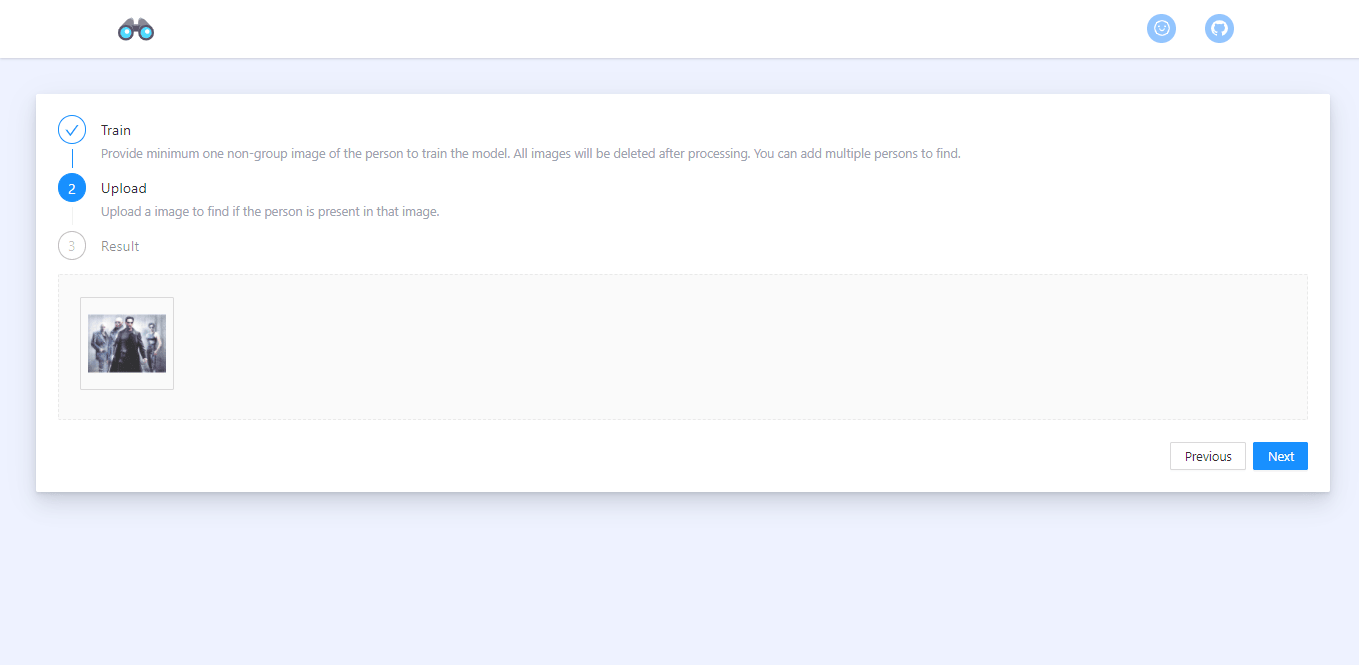 Train
Provide minimum one non-group image of the person to train the model. All images will be deleted after processing. You can add multiple persons to find.
2
Upload
Upload a image to find if the person is present in that image.
3
Result
Previous
Next